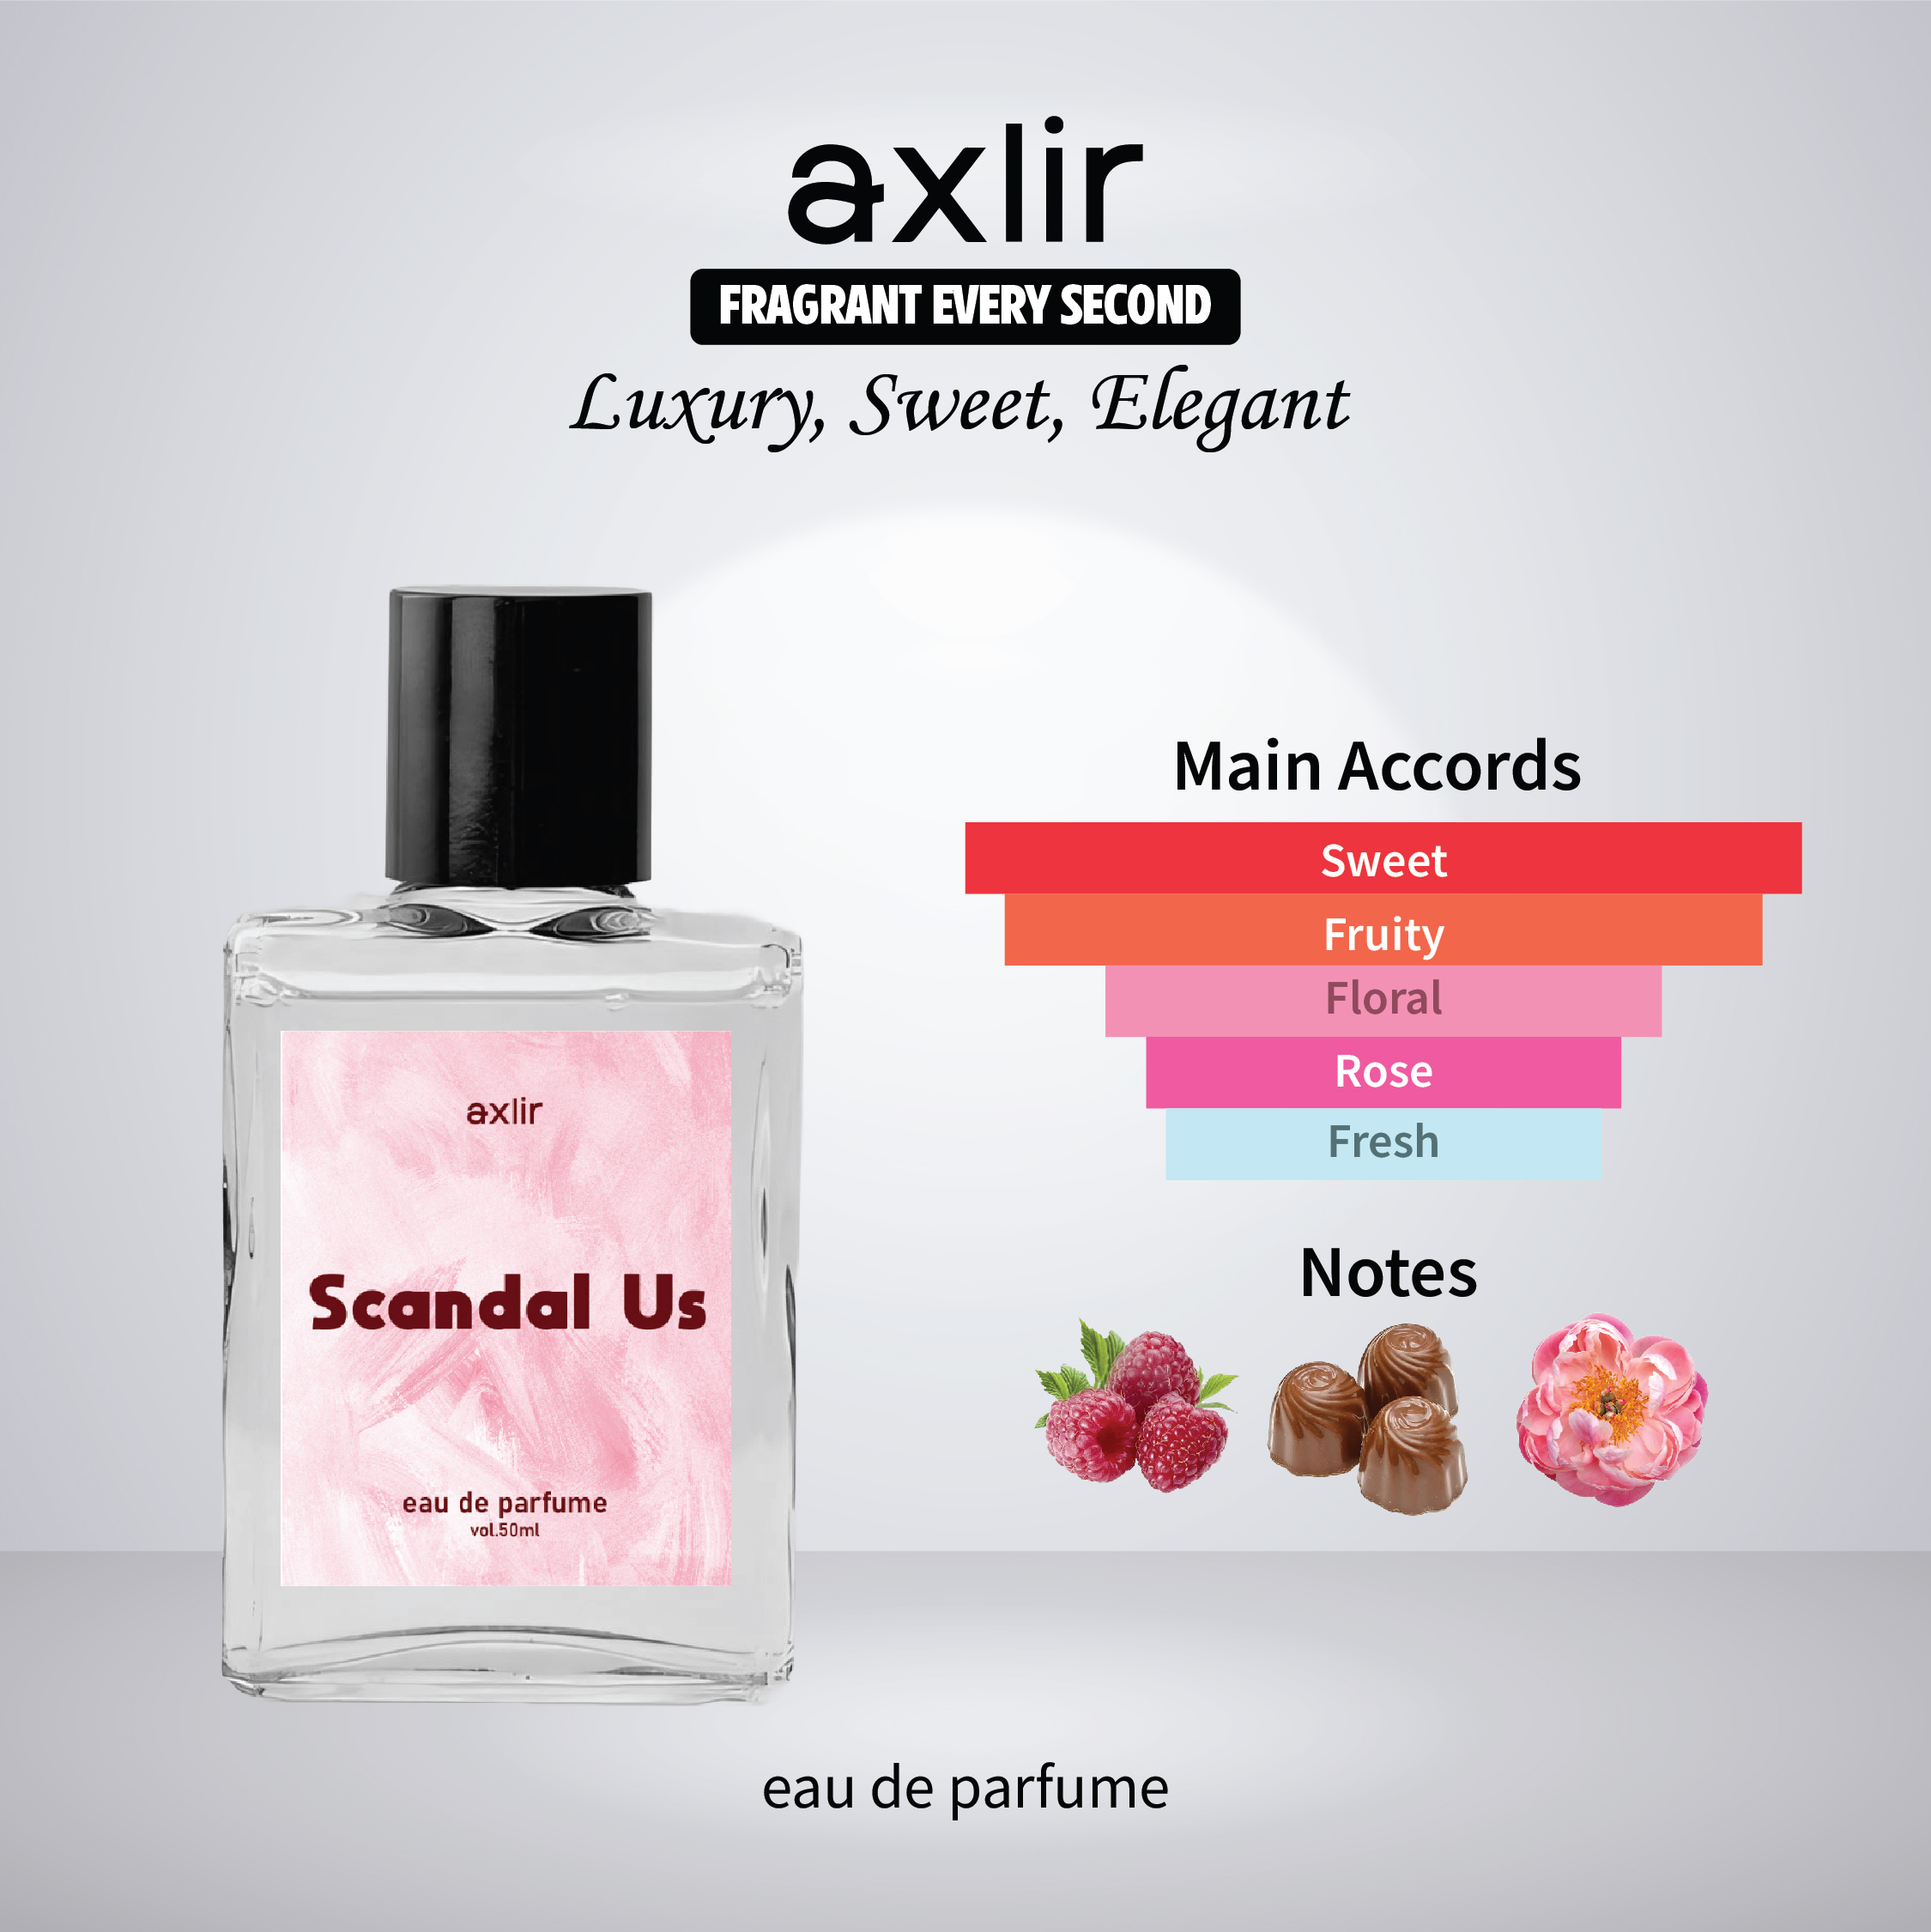 axlir
FRAGRANT EVERY SECOND
Luxury, Sweet, Elegant
axlir
Scandal Us
eau de parfume
vol.50ml
Main Accords
Sweet
Fruity
Floral
Rose
Fresh
Notes
eau de parfume